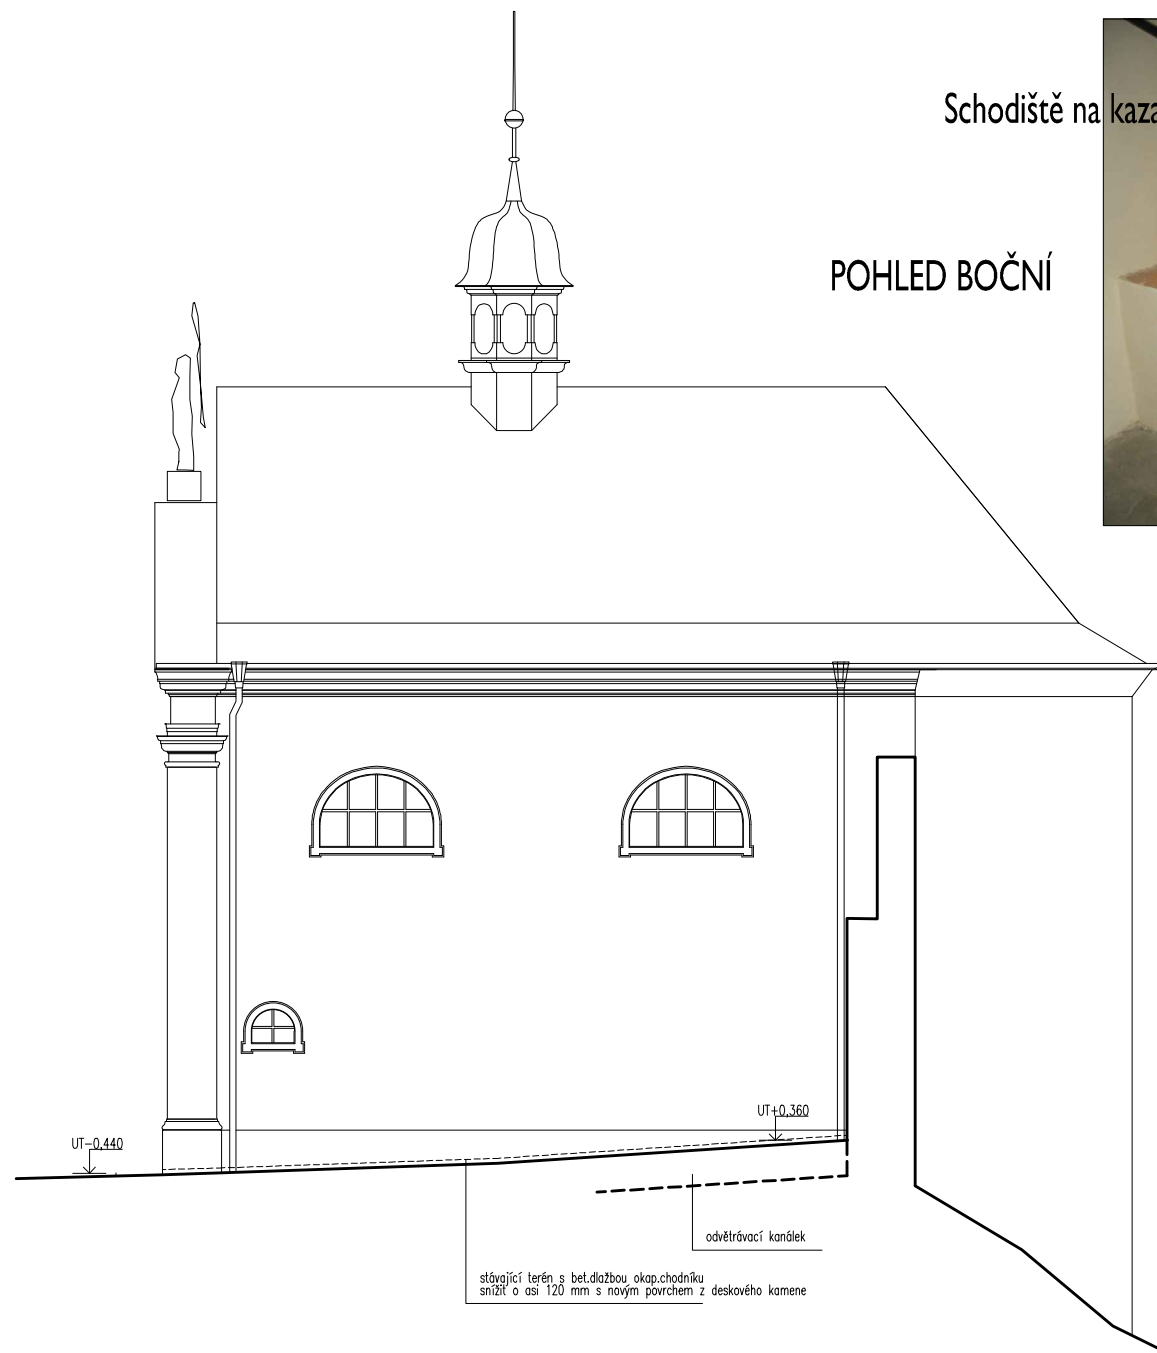 Schodiště na kaza
POHLED BOČNÍ
UT+0,360
UT−0,440
odvětrávací kanálek
stávající terén s bet.dlažbou okap.chodníku
snížit o asi 120 mm s novým povrchem z deskového kamene